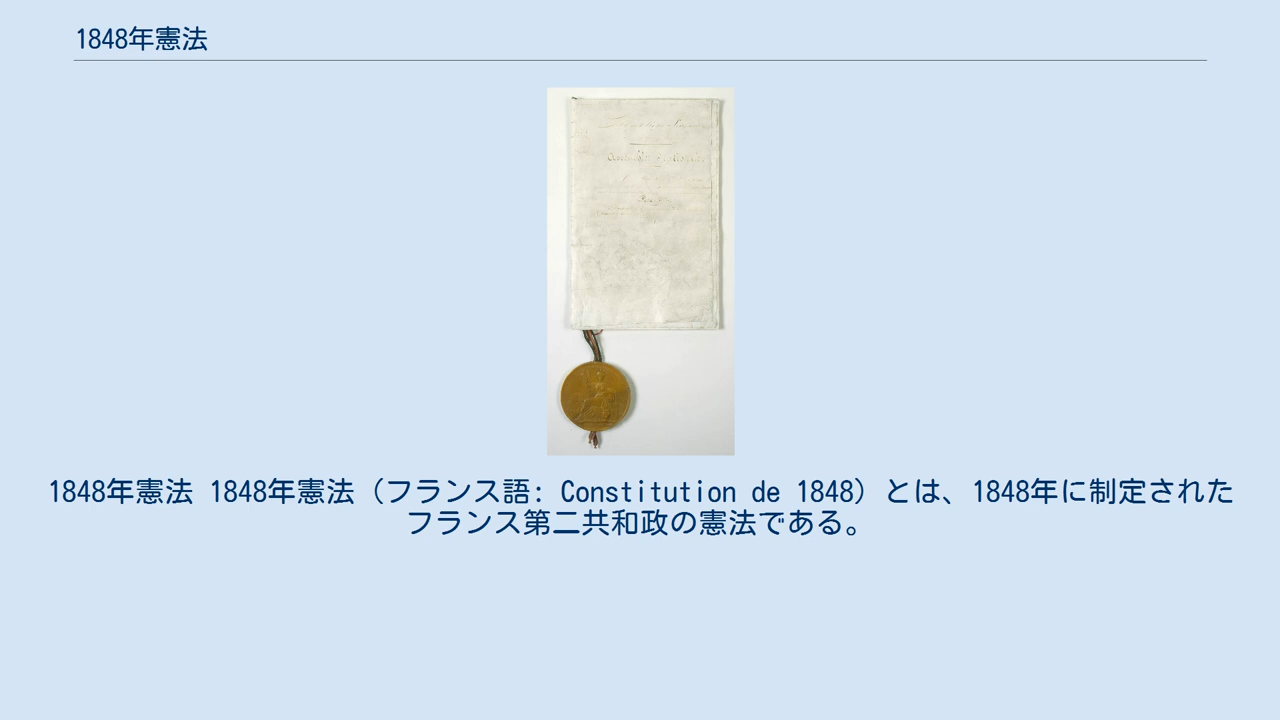 1848年憲法
1848年憲法 1848年憲法（フランス語: Constitution de 1848）とは、1848年に制定された
フランス第二共和政の憲法である。